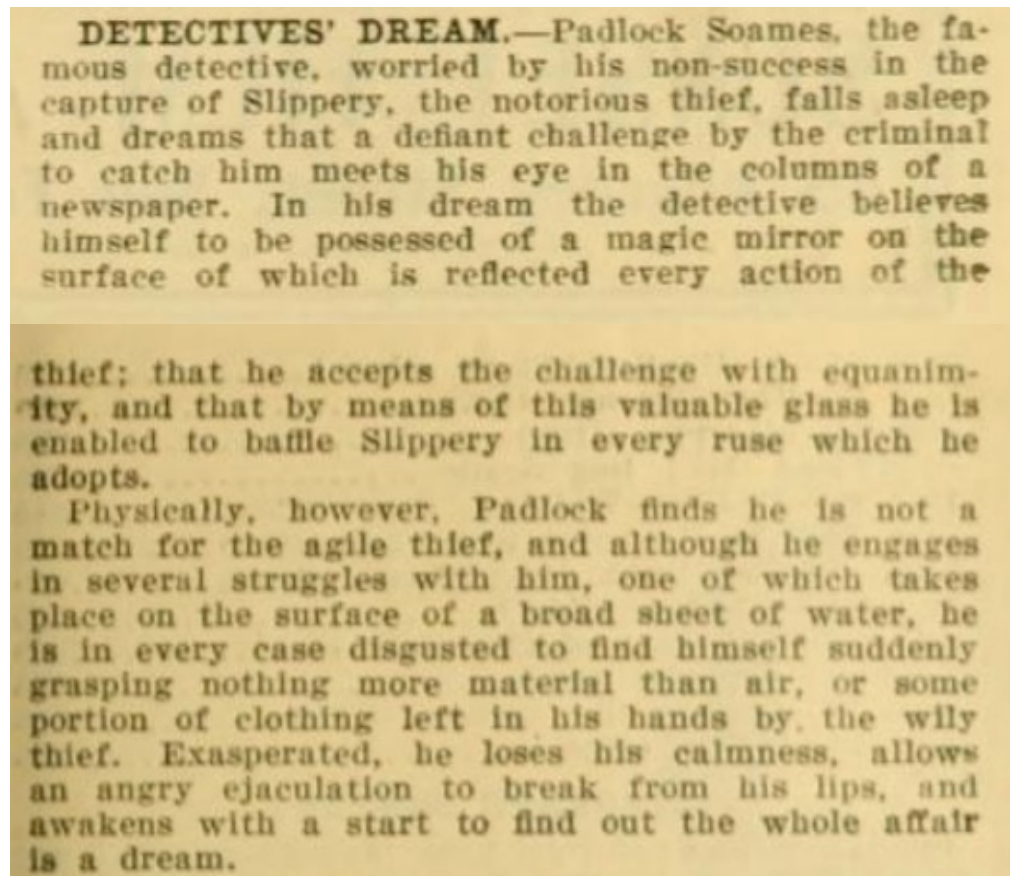 DETECTIVES' DREAM.—Padlock Soames, the fa-
mous detective, worried by his non-success in the
capture of Slippery, the notorious thief, falls asleep
and dreams that a defiant challenge by the criminal
to catch him meets his eye in the columns of a
newspaper. In his dream the detective believes
himself to be possessed of a magic mirror on the
surface of which is reflected every action of the
thief; that he accepts the challenge with equanim-
ity, and that by means of this valuable glass he is
enabled to baffle Slippery in every ruse which he
adopts.
Physically, however, Padlock finds he is not a
match for the agile thief, and although he engages
in several struggles with him, one of which takes
place on the surface of a broad sheet of water, he
is in every case disgusted to find himself suddenly
grasping nothing more material than air, or some
portion of clothing left in his hands by the wily
thief. Exasperated, he loses his calmness, allows
an angry ejaculation to break from his lips, and
awakens with a start to find out the whole affair
is a dream.